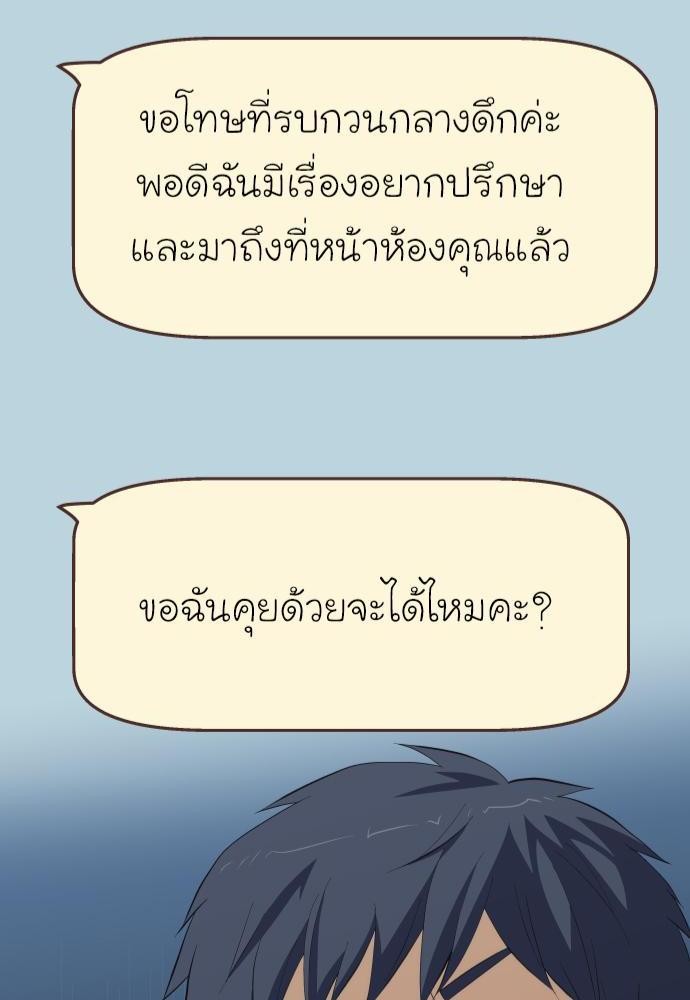 ขอโทษที่รบกวนกลางดึกค่ะ
พอดีฉันมีเรื่องอยากปรึกษา
และมาถึงที่หน้าห้องคุณแล้ว
ขอฉันคุยด้วยจะได้ไหมคะ?